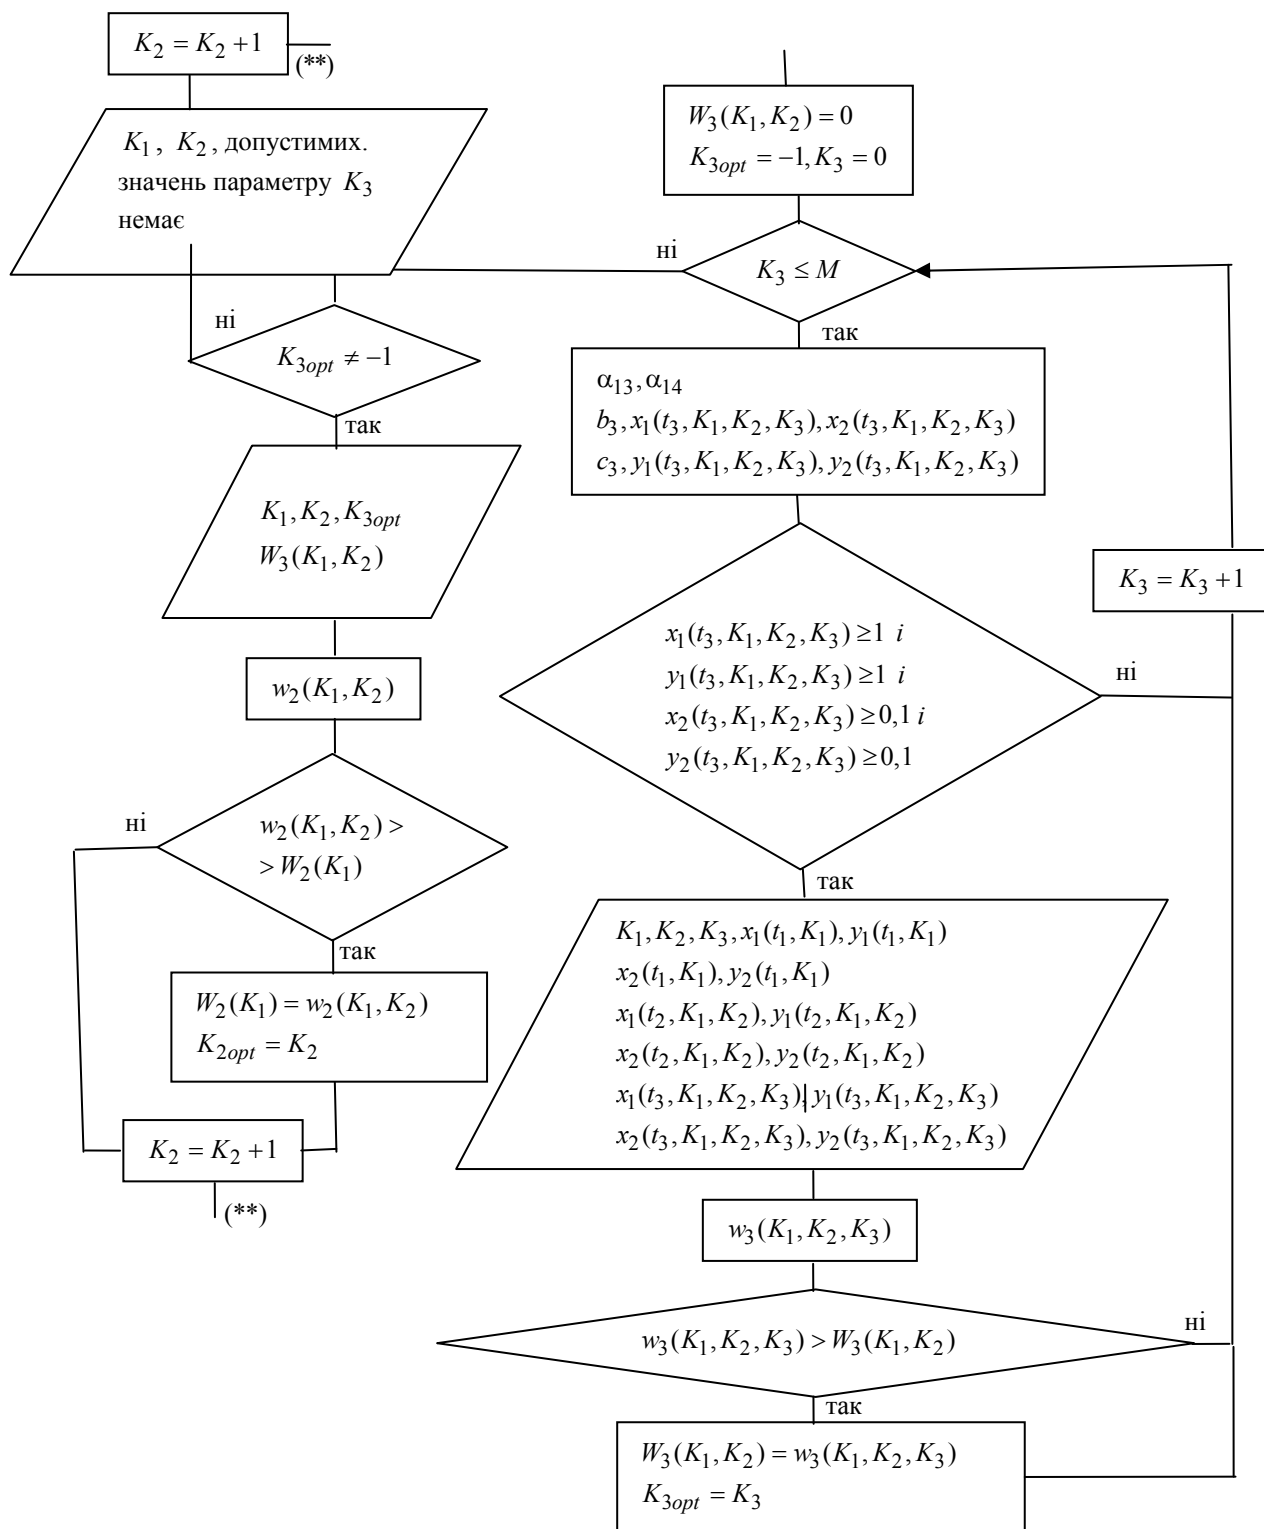 K₂ = K₂ + 1
(**)
K₁ , K₂ , допустимих.
значень параметру K₃
немає
ні
K₃opt ≠ −1
так
K₁, K₂, K₃opt
W₃(K₁, K₂)
w₂(K₁, K₂)
ні
w₂(K₁, K₂) >
> W₂(K₁)
так
W₂(K₁) = w₂(K₁, K₂)
K₂opt = K₂
K₂ = K₂ + 1
(**)
W₃(K₁, K₂) = 0
K₃opt = −1, K₃ = 0
ні
K₃ ≤ M
так
α₁₃, α₁₄
b₃, x₁(t₃, K₁, K₂, K₃), x₂(t₃, K₁, K₂, K₃)
c₃, y₁(t₃, K₁, K₂, K₃), y₂(t₃, K₁, K₂, K₃)
K₃ = K₃ + 1
x₁(t₃, K₁, K₂, K₃) ≥ 1 i
y₁(t₃, K₁, K₂, K₃) ≥ 1 i
x₂(t₃, K₁, K₂, K₃) ≥ 0,1 i
y₂(t₃, K₁, K₂, K₃) ≥ 0,1
ні
так
K₁, K₂, K₃, x₁(t₁, K₁), y₁(t₁, K₁)
x₂(t₁, K₁), y₂(t₁, K₁)
x₁(t₂, K₁, K₂), y₁(t₂, K₁, K₂)
x₂(t₂, K₁, K₂), y₂(t₂, K₁, K₂)
x₁(t₃, K₁, K₂, K₃), y₁(t₃, K₁, K₂, K₃)
x₂(t₃, K₁, K₂, K₃), y₂(t₃, K₁, K₂, K₃)
w₃(K₁, K₂, K₃)
w₃(K₁, K₂, K₃) > W₃(K₁, K₂)
ні
так
W₃(K₁, K₂) = w₃(K₁, K₂, K₃)
K₃opt = K₃